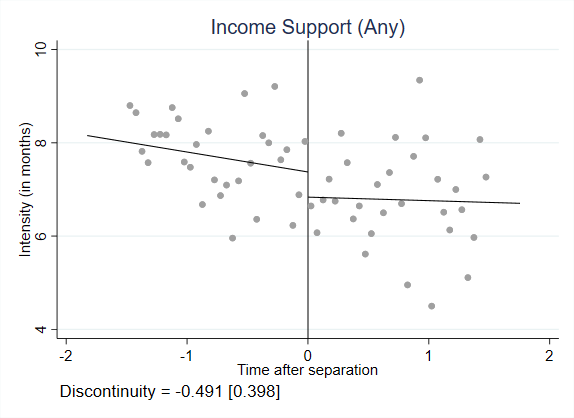 Income Support (Any)
Intensity (in months)
10
8
6
4
-2 -1 0 1 2
Time after separation
Discontinuity = -0.491 [0.398]